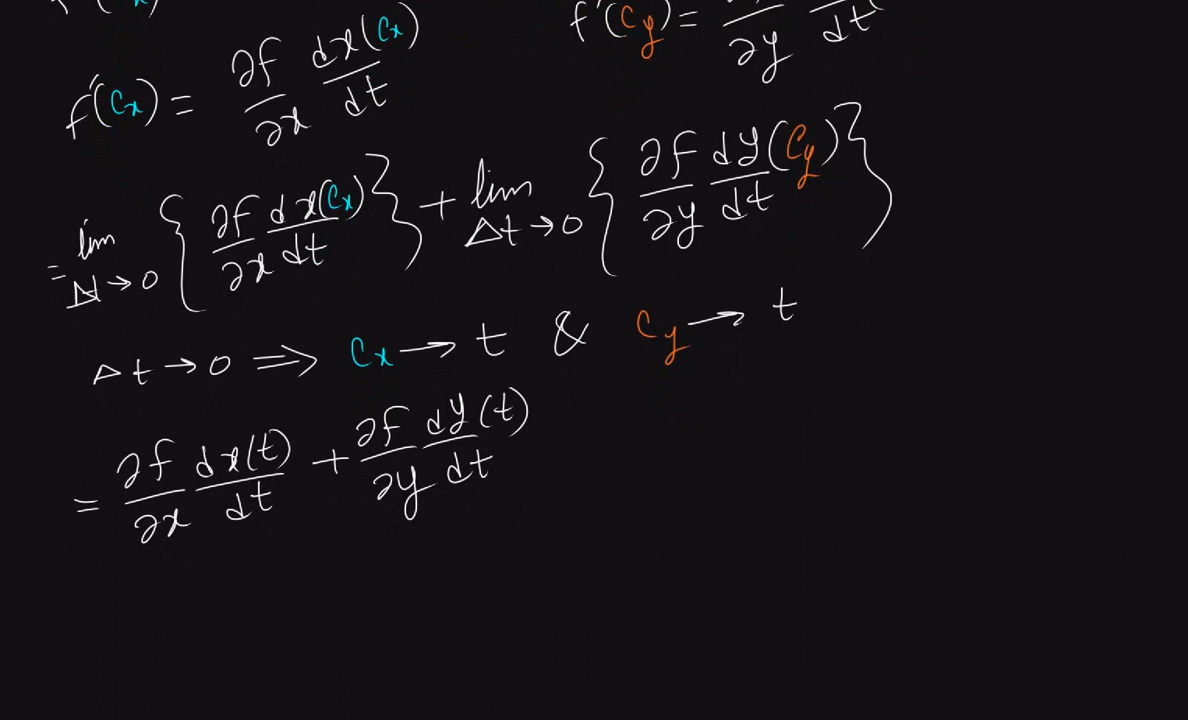 f'(Cx) = ∂f/∂x dx(Cx)/dt
f'(Cy) = ∂y dt
= lim Δt→0 { ∂f/∂x dx(Cx)/dt } + lim Δt→0 { ∂f/∂y dy(Cy)/dt }
Δt→0 ⇒ Cx → t & Cy → t
= ∂f/∂x dx(t)/dt + ∂f/∂y dy(t)/dt